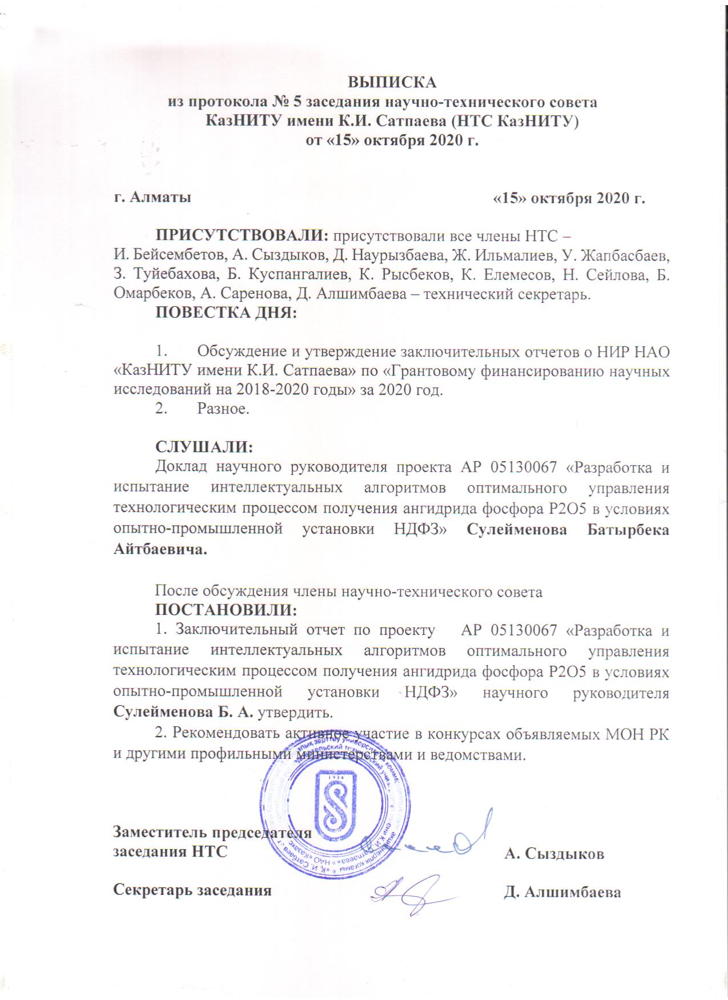 ВЫПИСКА
из протокола № 5 заседания научно-технического совета
КазНИТУ имени К.И. Сатпаева (НТС КазНИТУ)
от «15» октября 2020 г.
г. Алматы «15» октября 2020 г.
ПРИСУТСТВОВАЛИ: присутствовали все члены НТС –
И. Бейсембетов, А. Сыздыков, Д. Наурызбаева, Ж. Ильмалиев, У. Жапбасбаев,
З. Туйебахова, Б. Куспангалиев, К. Рысбеков, К. Елемесов, Н. Сейлова, Б.
Омарбеков, А. Саренова, Д. Алшимбаева – технический секретарь.
ПОВЕСТКА ДНЯ:
1. Обсуждение и утверждение заключительных отчетов о НИР НАО
«КазНИТУ имени К.И. Сатпаева» по «Грантовому финансированию научных
исследований на 2018-2020 годы» за 2020 год.
2. Разное.
СЛУШАЛИ:
Доклад научного руководителя проекта АР 05130067 «Разработка и
испытание интеллектуальных алгоритмов оптимального управления
технологическим процессом получения ангидрида фосфора Р2О5 в условиях
опытно-промышленной установки НДФЗ» Сулейменова Батырбека
Айтбаевича.
После обсуждения члены научно-технического совета
ПОСТАНОВИЛИ:
1. Заключительный отчет по проекту АР 05130067 «Разработка и
испытание интеллектуальных алгоритмов оптимального управления
технологическим процессом получения ангидрида фосфора Р2О5 в условиях
опытно-промышленной установки НДФЗ» научного руководителя
Сулейменова Б. А. утвердить.
2. Рекомендовать активное участие в конкурсах объявляемых МОН РК
и другими профильными министерствами и ведомствами.
1934
Заместитель председателя
заседания НТС А. Сыздыков
Секретарь заседания Д. Алшимбаева